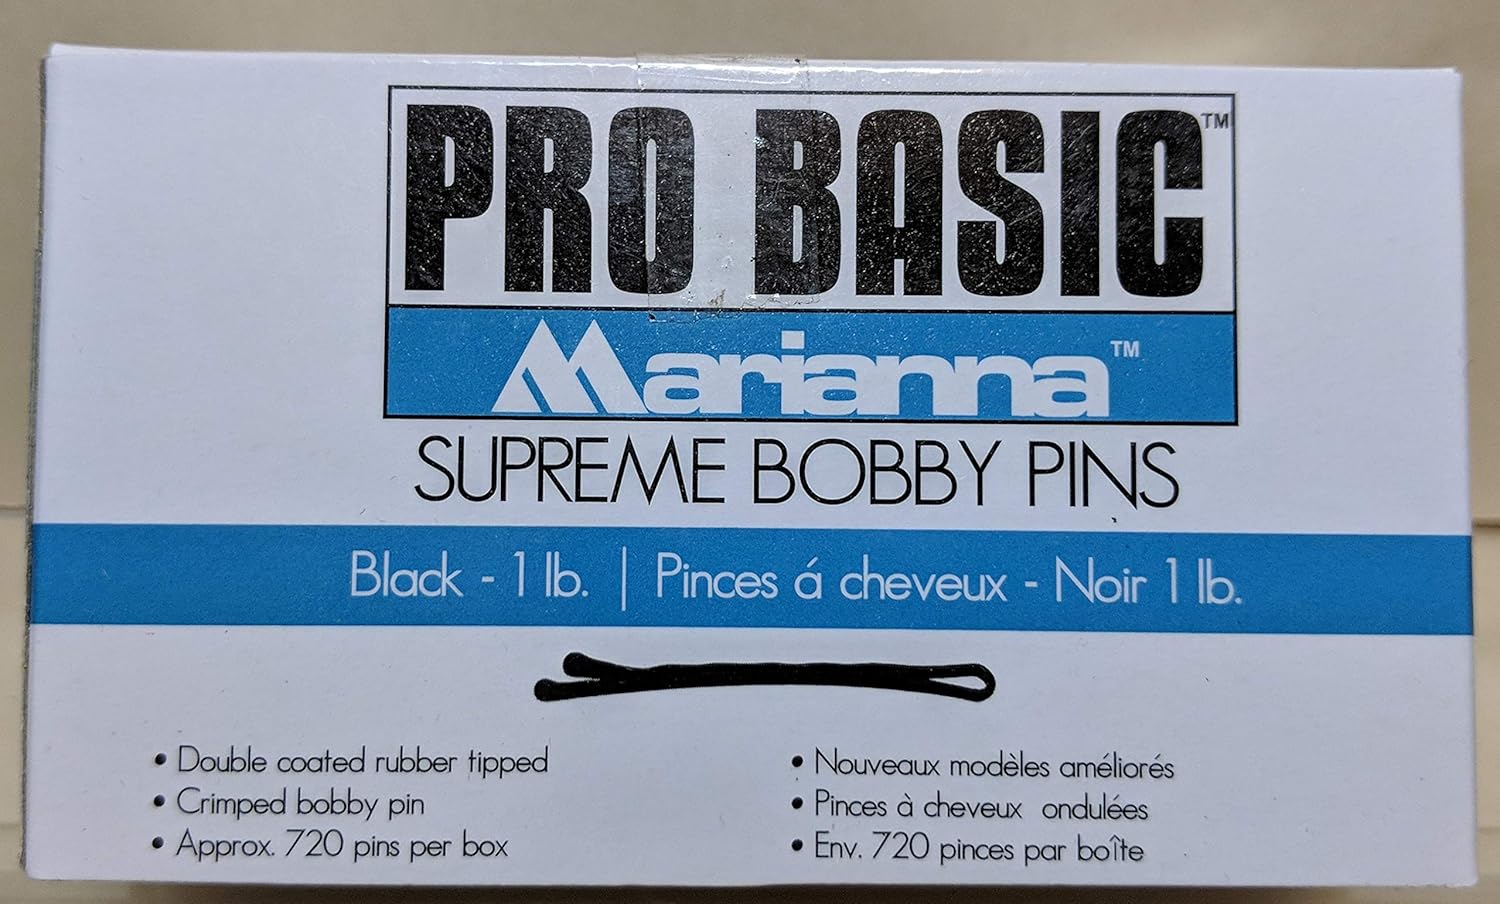 PRO BASIC™
Marianna™
SUPREME BOBBY PINS
Black - 1 lb. | Pinces á cheveux - Noir 1 lb.
• Double coated rubber tipped
• Crimped bobby pin
• Approx. 720 pins per box
• Nouveaux modèles améliorés
• Pinces à cheveux ondulées
• Env. 720 pinces par boîte